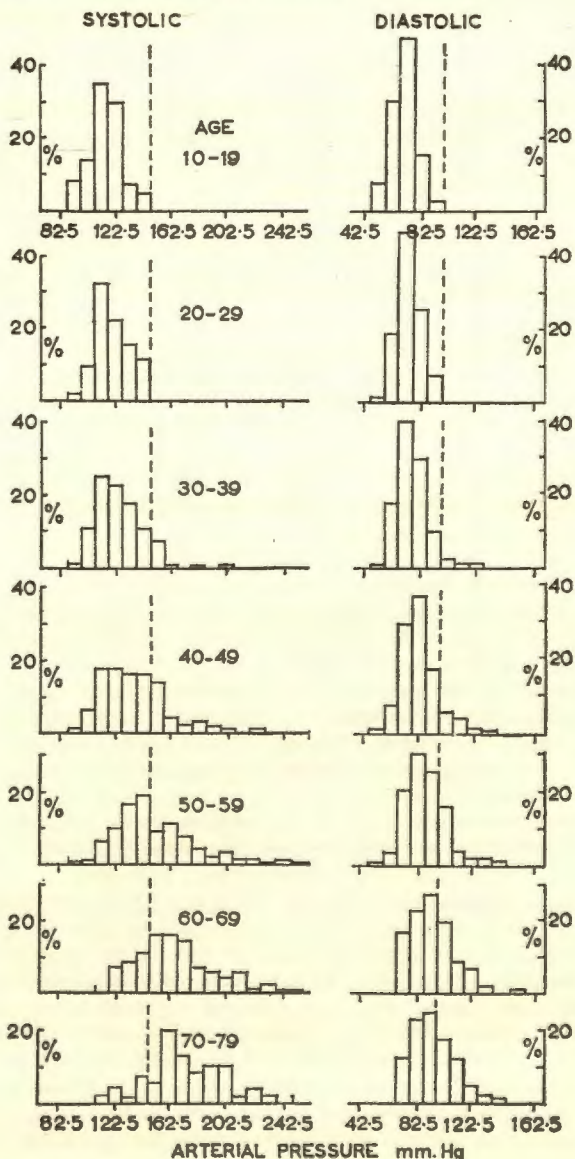 SYSTOLIC DIASTOLIC
40 40
20 % AGE % 20
10-19
82·5 122·5 162·5 202·5 242·5 42·5 82·5 122·5 162·5
40 40
20 % 20-29 % 20
40 40
20 % 30-39 % 20
40 40
20 % 40-49 % 20
20 % 50-59 % 20
20 % 60-69 % 20
20 % 70-79 % 20
82·5 122·5 162·5 202·5 242·5 42·5 82·5 122·5 162·5
ARTERIAL PRESSURE mm. Hg